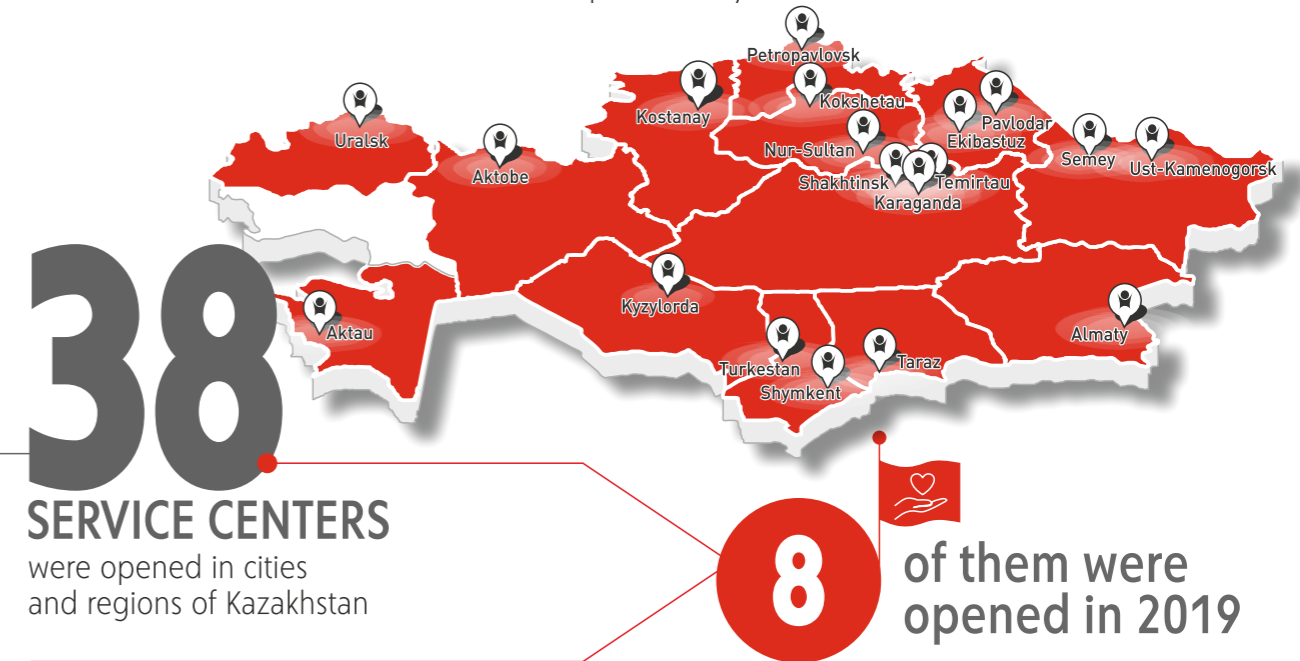 Petropavlovsk
Kostanay
Kokshetau
Uralsk
Pavlodar
Ekibastuz
Nur-Sultan
Semey
Ust-Kamenogorsk
Aktobe
Shakhtinsk
Temirtau
Karaganda
Kyzylorda
Aktau
Almaty
Turkestan
Taraz
Shymkent
38
SERVICE CENTERS
were opened in cities
and regions of Kazakhstan
8
of them were
opened in 2019